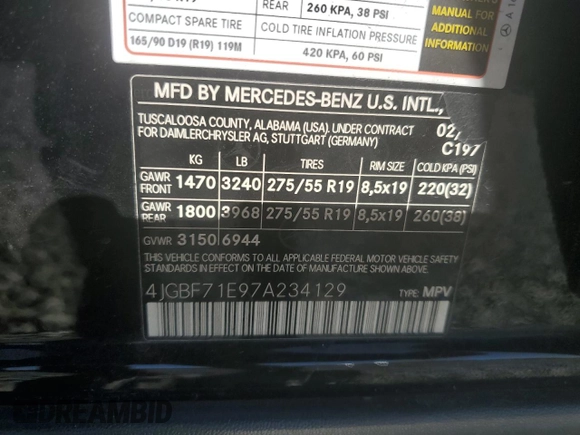 REAR 260 KPA, 38 PSI
COMPACT SPARE TIRE COLD TIRE INFLATION PRESSURE
165/90 D19 (R19) 119M 420 KPA, 60 PSI
MANUAL FOR
ADDITIONAL
INFORMATION
MFD BY MERCEDES-BENZ U.S. INTL.,
TUSCALOOSA COUNTY, ALABAMA (USA). UNDER CONTRACT
FOR DAIMLERCHRYSLER AG, STUTTGART (GERMANY)
02,
C197
KG LB TIRES RIM SIZE COLD KPA (PSI)
GAWR FRONT 1470 3240 275/55 R19 8,5x19 220(32)
GAWR REAR 1800 3968 275/55 R19 8,5x19 260(38)
GVWR 3150 6944
THIS VEHICLE CONFORMS TO ALL APPLICABLE FEDERAL MOTOR VEHICLE SAFETY
STANDARDS IN EFFECT ON THE DATE OF MANUFACTURE SHOWN ABOVE.
4JGBF71E97A234129 TYPE: MPV
DREAMBID